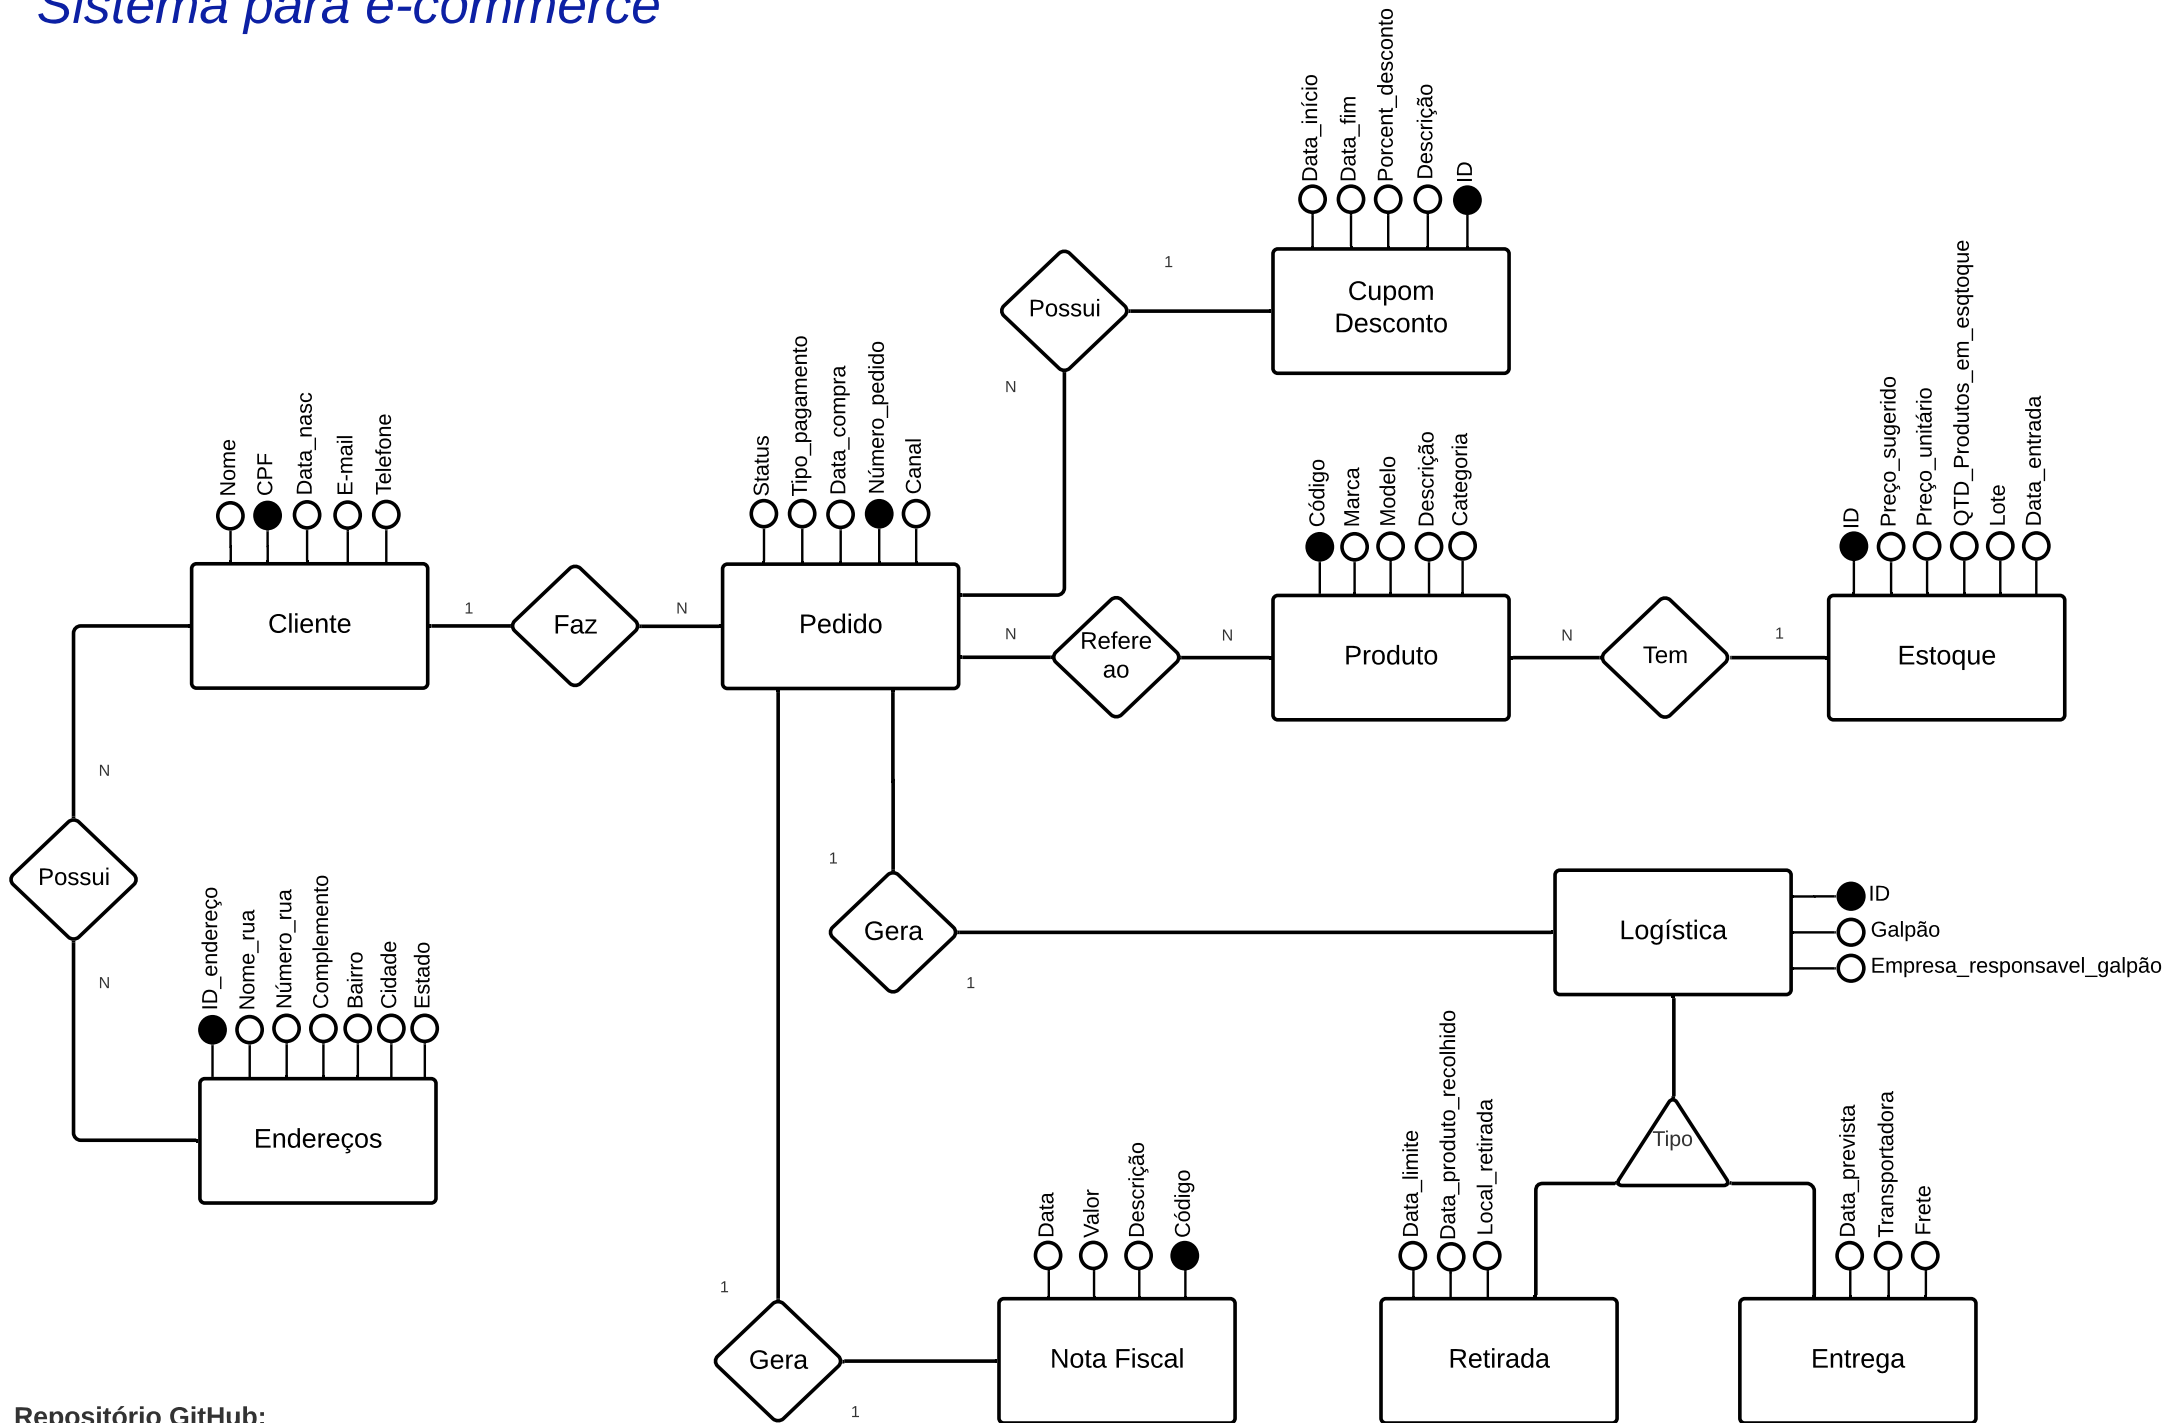 Sistema para e-commerce
Data_início
Data_fim
Porcent_desconto
Descrição
ID
Possui
1
Cupom
Desconto
N
Nome
CPF
Data_nasc
E-mail
Telefone
Status
Tipo_pagamento
Data_compra
Número_pedido
Canal
Código
Marca
Modelo
Descrição
Categoria
ID
Preço_sugerido
Preço_unitário
QTD_Produtos_em_esqtoque
Lote
Data_entrada
Cliente
1
Faz
N
Pedido
N
Refere
ao
N
Produto
N
Tem
1
Estoque
N
Possui
N
1
Gera
1
Logística
ID
Galpão
Empresa_responsavel_galpão
ID_endereço
Nome_rua
Número_rua
Complemento
Bairro
Cidade
Estado
Endereços
Tipo
Data_limite
Data_produto_recolhido
Local_retirada
Data_prevista
Transportadora
Frete
Data
Valor
Descrição
Código
1
Gera
1
Nota Fiscal
Retirada
Entrega
Repositório GitHub: